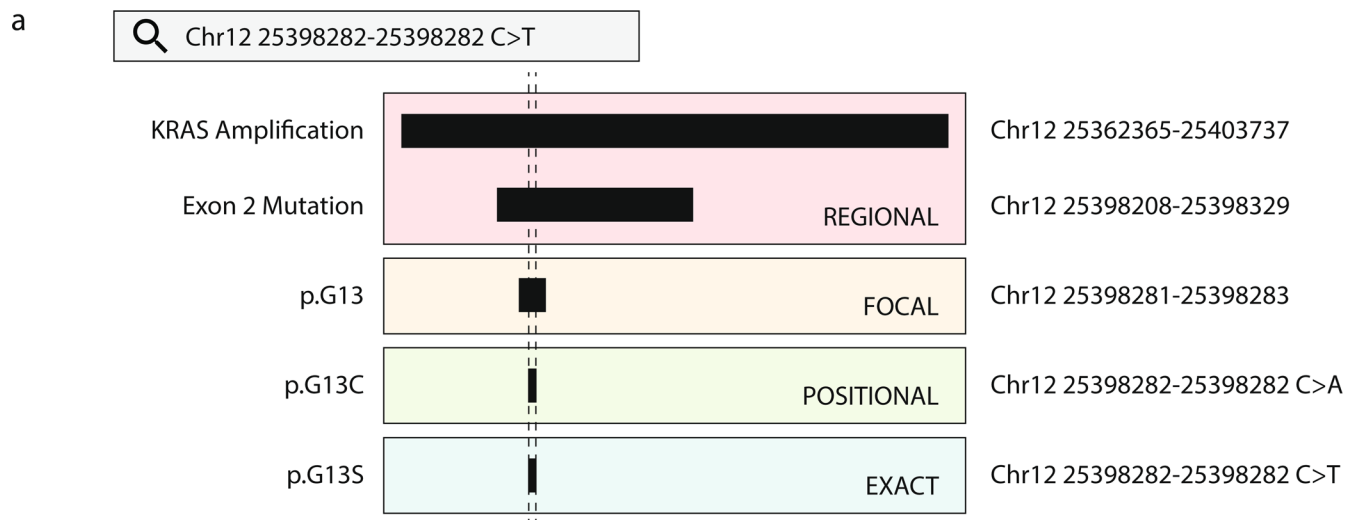 a
Chr12 25398282-25398282 C>T
KRAS Amplification
Chr12 25362365-25403737
Exon 2 Mutation
REGIONAL
Chr12 25398208-25398329
p.G13
FOCAL
Chr12 25398281-25398283
p.G13C
POSITIONAL
Chr12 25398282-25398282 C>A
p.G13S
EXACT
Chr12 25398282-25398282 C>T